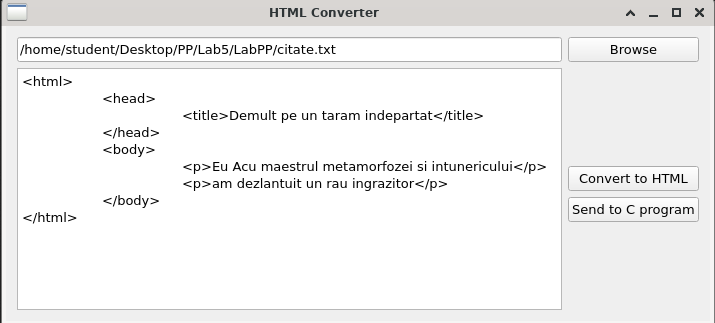 HTML Converter
/home/student/Desktop/PP/Lab5/LabPP/citate.txt
Browse
<html>
<head>
<title>Demult pe un taram indepartat</title>
</head>
<body>
<p>Eu Acu maestrul metamorfozei si intunericului</p>
<p>am dezlantuit un rau ingrazitor</p>
</body>
</html>
Convert to HTML
Send to C program